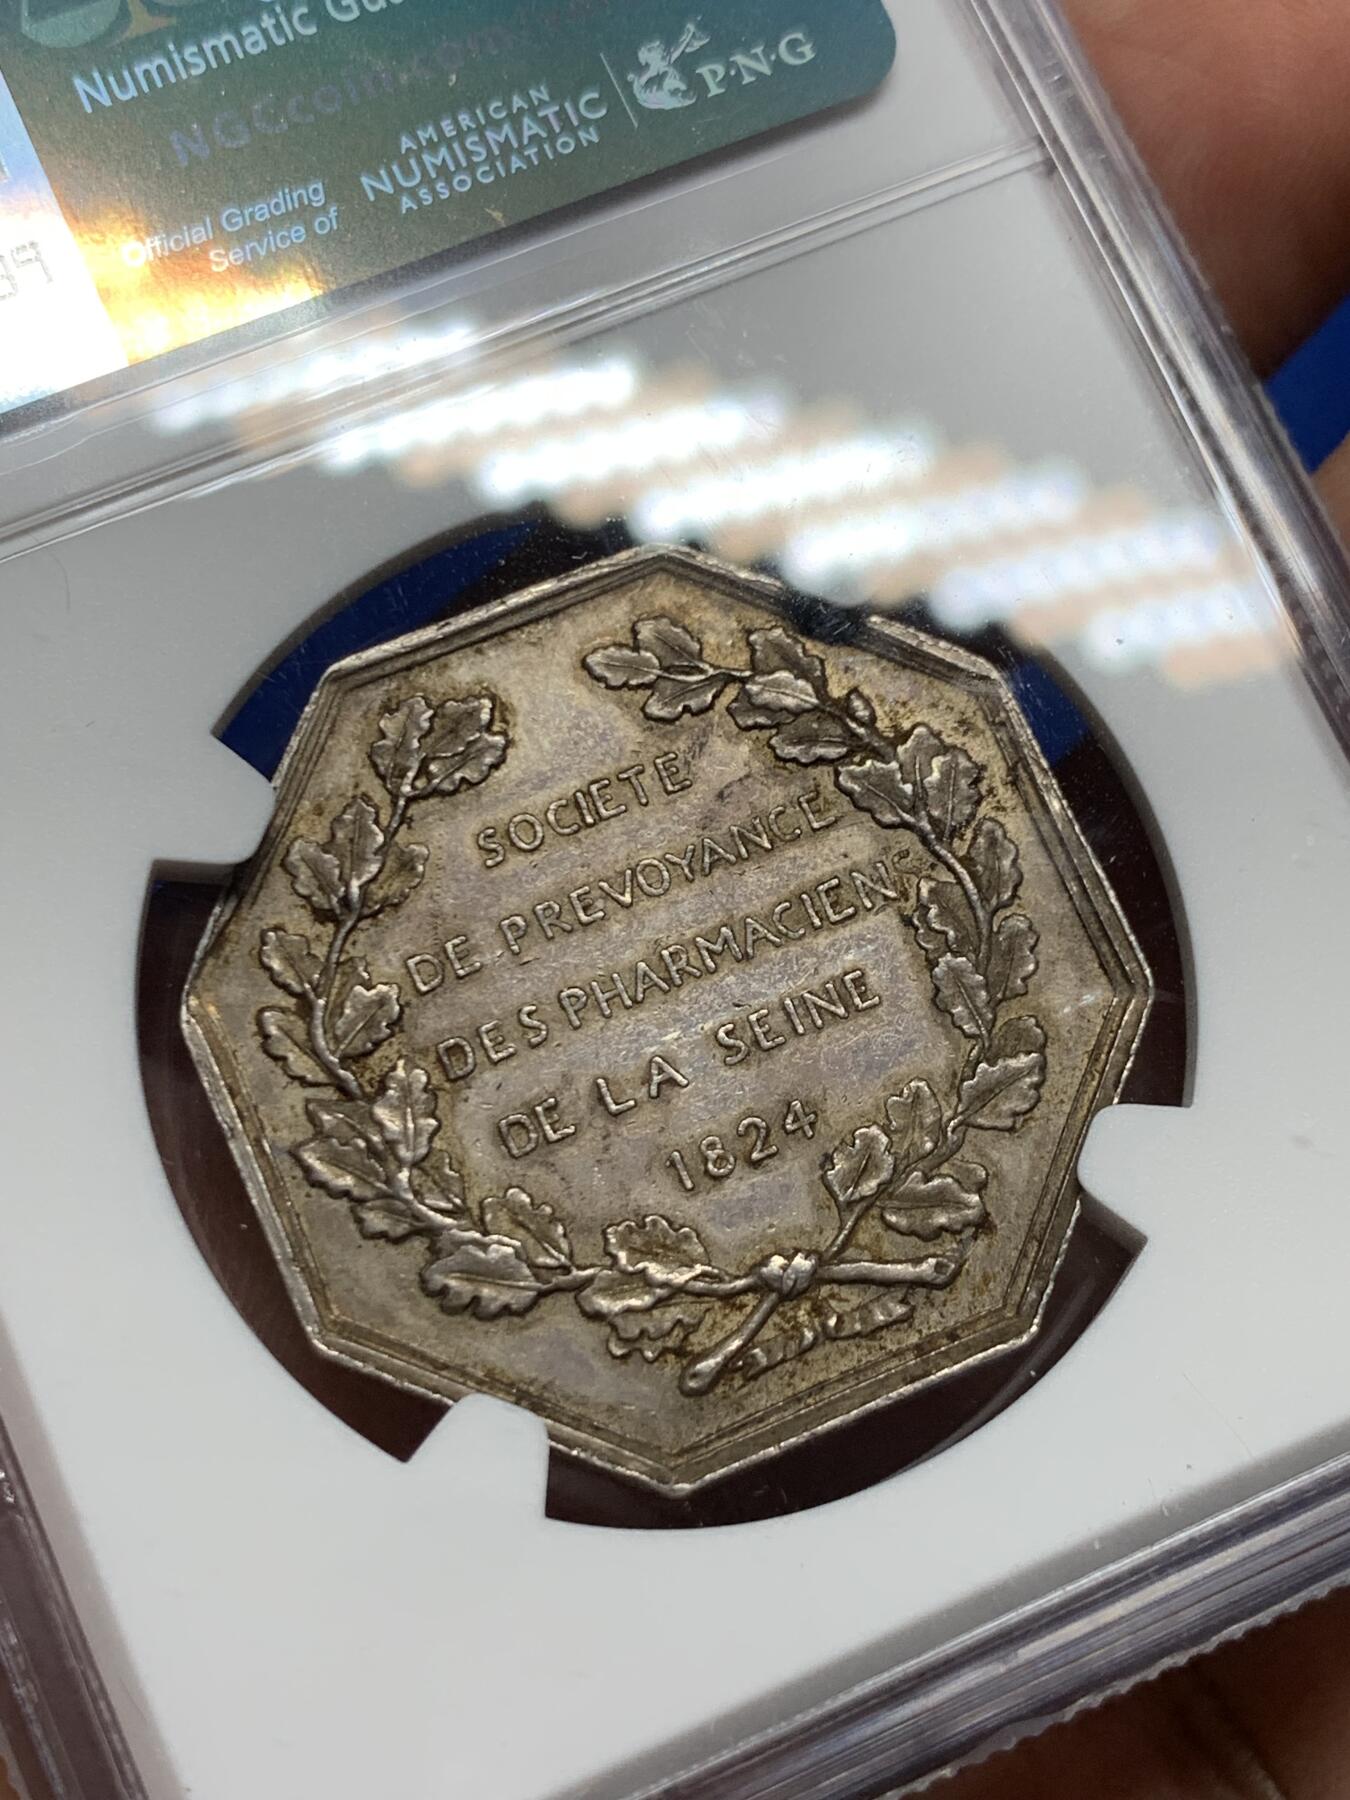 Numismatic Gua
NGCcoin.com
Official Grading
Service of
AMERICAN
NUMISMATIC
ASSOCIATION
P·N·G
SOCIETE
DE PREVOYANCE
DES PHARMACIENS
DE LA SEINE
1824